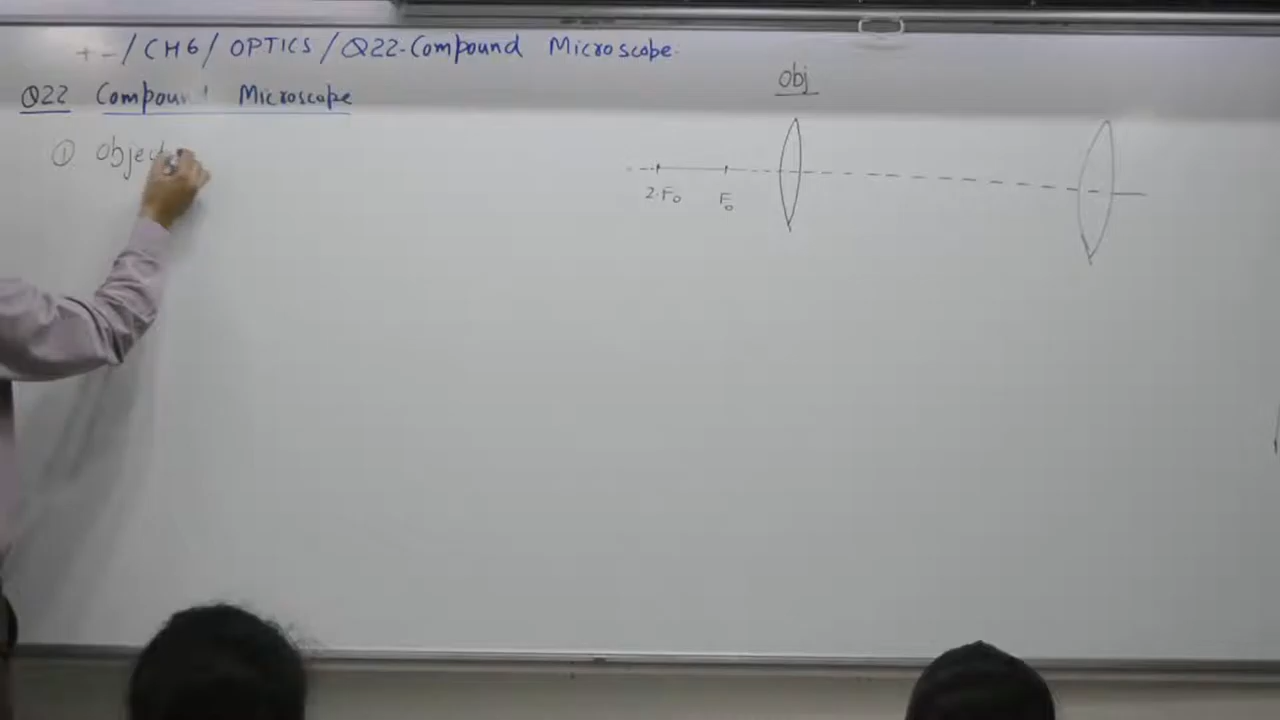 + - / CH6 / OPTICS / Q22-Compound Microscope.
Q22 Compound Microscope
① Object
Obj
2.F₀ F₀